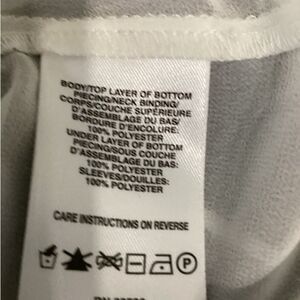 BODY/TOP LAYER OF BOTTOM
PIECING/NECK BINDING/
CORPS/COUCHE SUPÉRIEURE
D'ASSEMBLAGE DU BAS/
BORDURE D'ENCOLURE:
100% POLYESTER
UNDER LAYER OF BOTTOM
PIECING/SOUS COUCHE
D'ASSEMBLAGE DU BAS:
100% POLYESTER
SLEEVES/DOUILLES:
100% POLYESTER
CARE INSTRUCTIONS ON REVERSE
P